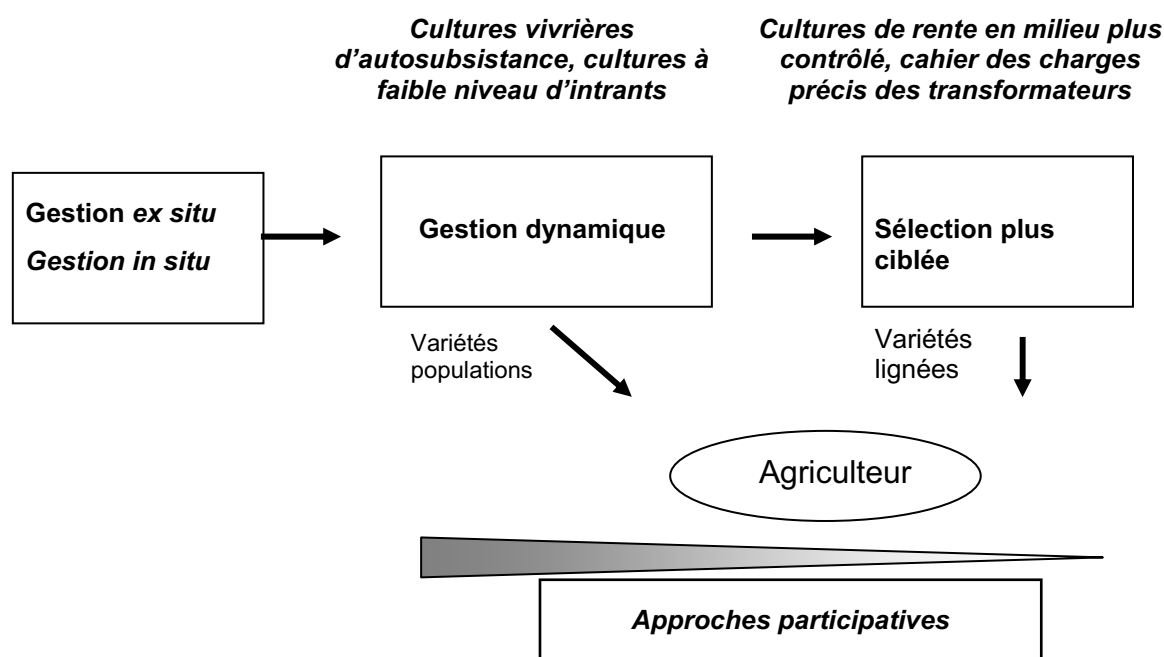 Cultures vivrières
d’autosubsistance, cultures à
faible niveau d’intrants
Cultures de rente en milieu plus
contrôlé, cahier des charges
précis des transformateurs
Gestion ex situ
Gestion in situ
Gestion dynamique
Sélection plus
ciblée
Variétés
populations
Variétés
lignées
Agriculteur
Approches participatives